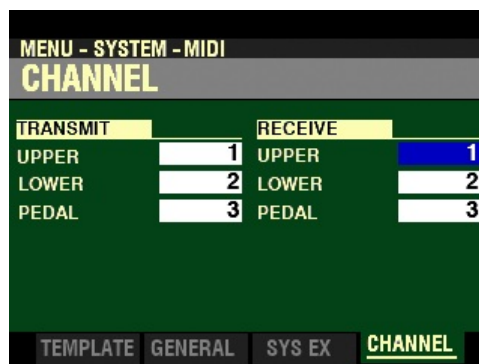 MENU - SYSTEM - MIDI
CHANNEL
TRANSMIT RECEIVE
UPPER 1 UPPER 1
LOWER 2 LOWER 2
PEDAL 3 PEDAL 3
TEMPLATE GENERAL SYS EX CHANNEL